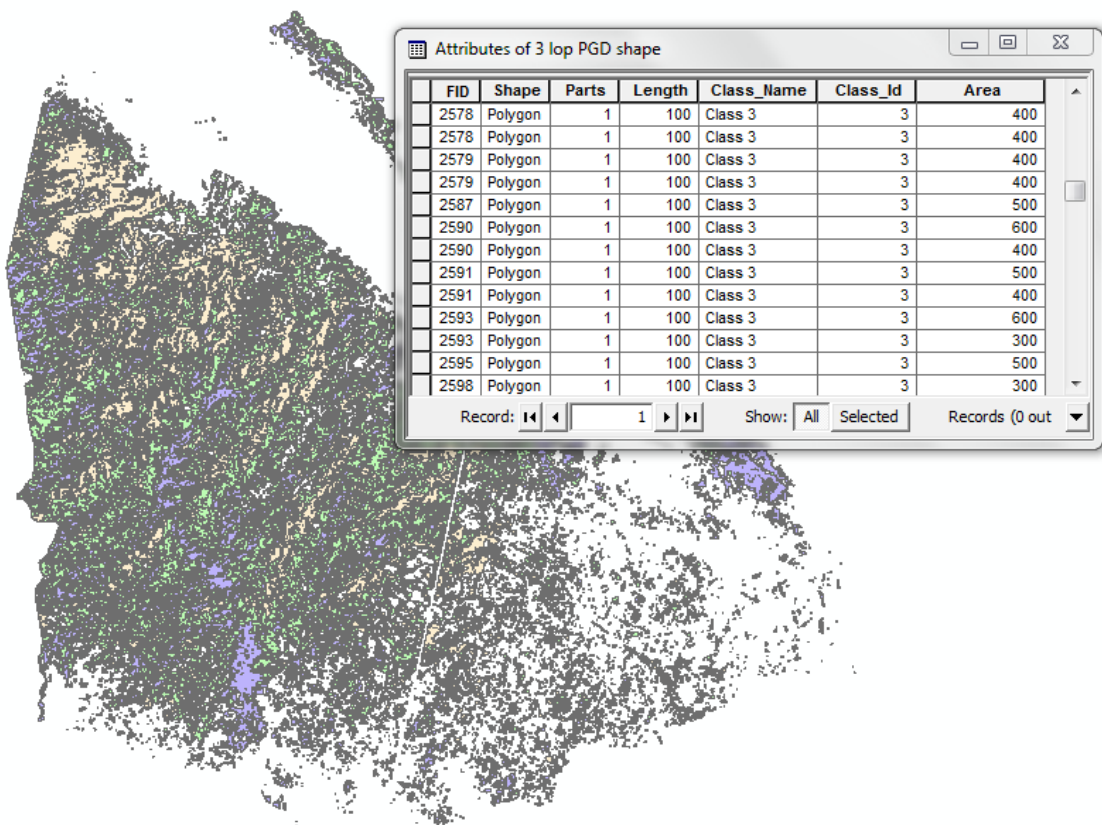 Attributes of 3 lop PGD shape
FID Shape Parts Length Class_Name Class_Id Area
2578 Polygon 1 100 Class 3 3 400
2578 Polygon 1 100 Class 3 3 400
2579 Polygon 1 100 Class 3 3 400
2579 Polygon 1 100 Class 3 3 400
2587 Polygon 1 100 Class 3 3 500
2590 Polygon 1 100 Class 3 3 600
2590 Polygon 1 100 Class 3 3 400
2591 Polygon 1 100 Class 3 3 500
2591 Polygon 1 100 Class 3 3 400
2593 Polygon 1 100 Class 3 3 600
2593 Polygon 1 100 Class 3 3 300
2595 Polygon 1 100 Class 3 3 500
2598 Polygon 1 100 Class 3 3 300
Record: 1 Show: All Selected Records (0 out